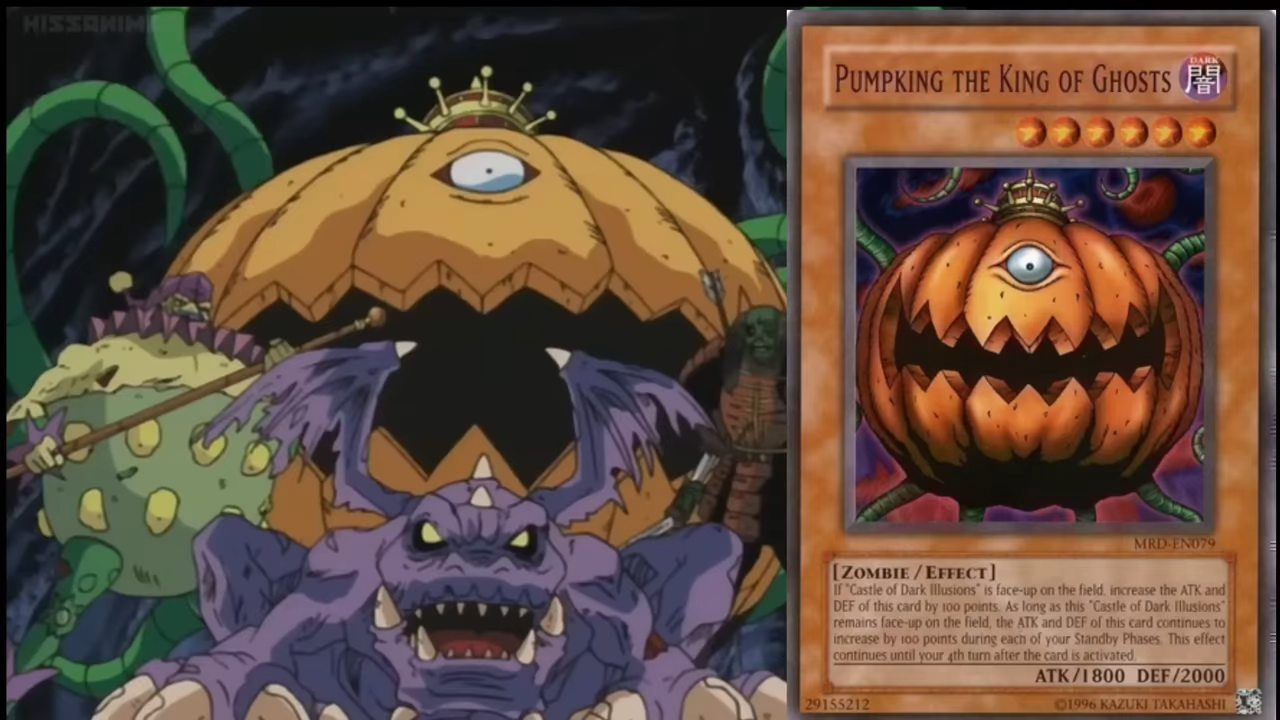 HISSANIME
PUMPKING THE KING OF GHOSTS
DARK
闇
MRD-EN079
[ZOMBIE/EFFECT]
If "Castle of Dark Illusions" is face-up on the field, increase the ATK and
DEF of this card by 100 points. As long as this "Castle of Dark Illusions"
remains face-up on the field, the ATK and DEF of this card continues to
increase by 100 points during each of your Standby Phases. This effect
continues until your 4th turn after the card is activated.
ATK/1800 DEF/2000
29155212
©1996 KAZUKI TAKAHASHI